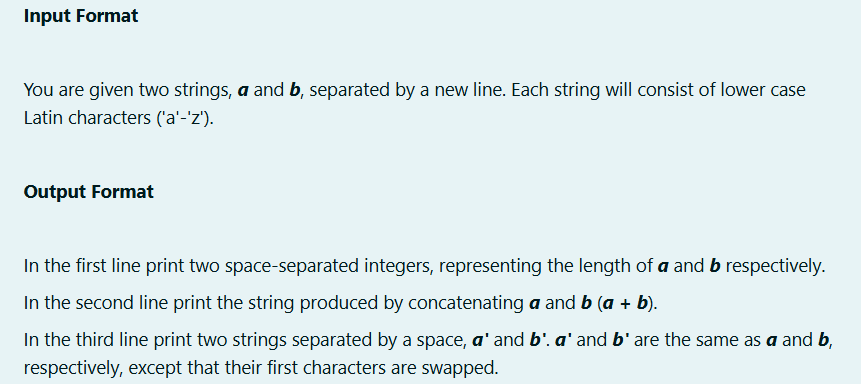 Input Format
You are given two strings, a and b, separated by a new line. Each string will consist of lower case
Latin characters ('a'-'z').
Output Format
In the first line print two space-separated integers, representing the length of a and b respectively.
In the second line print the string produced by concatenating a and b (a + b).
In the third line print two strings separated by a space, a' and b'. a' and b' are the same as a and b,
respectively, except that their first characters are swapped.